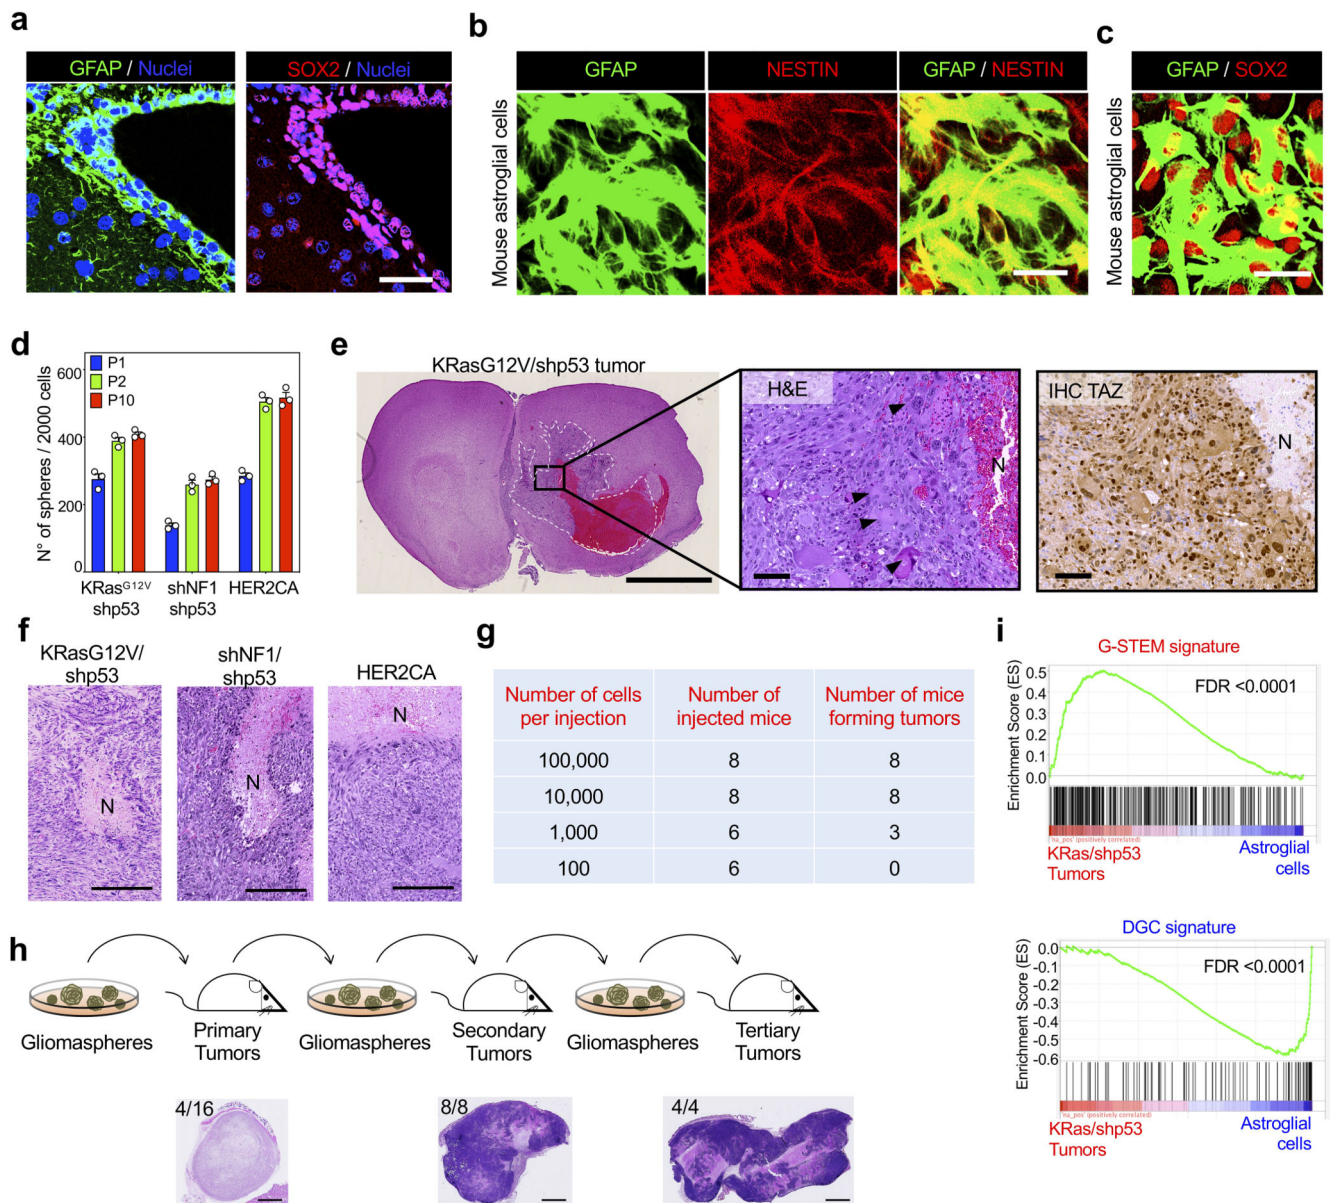 a
GFAP / Nuclei
SOX2 / Nuclei
b
GFAP
NESTIN
GFAP / NESTIN
Mouse astroglial cells
c
GFAP / SOX2
Mouse astroglial cells
d
P1
P2
P10
600
400
200
0
N° of spheres / 2000 cells
KRasG12V
shp53
shNF1
shp53
HER2CA
e
KRasG12V/shp53 tumor
H&E
N
IHC TAZ
N
f
KRasG12V/
shp53
N
shNF1/
shp53
N
HER2CA
N
g
Number of cells per injection
Number of injected mice
Number of mice forming tumors
100,000 8 8
10,000 8 8
1,000 6 3
100 6 0
h
Gliomaspheres
Primary
Tumors
Gliomaspheres
Secondary
Tumors
Gliomaspheres
Tertiary
Tumors
4/16
8/8
4/4
i
G-STEM signature
Enrichment Score (ES)
0.5
0.4
0.3
0.2
0.1
0.0
FDR <0.0001
'na_pos' (positively correlated)
KRas/shp53
Tumors
Astroglial
cells
DGC signature
Enrichment Score (ES)
0.0
-0.1
-0.2
-0.3
-0.4
-0.5
-0.6
FDR <0.0001
'na_pos' (positively correlated)
KRas/shp53
Tumors
Astroglial
cells